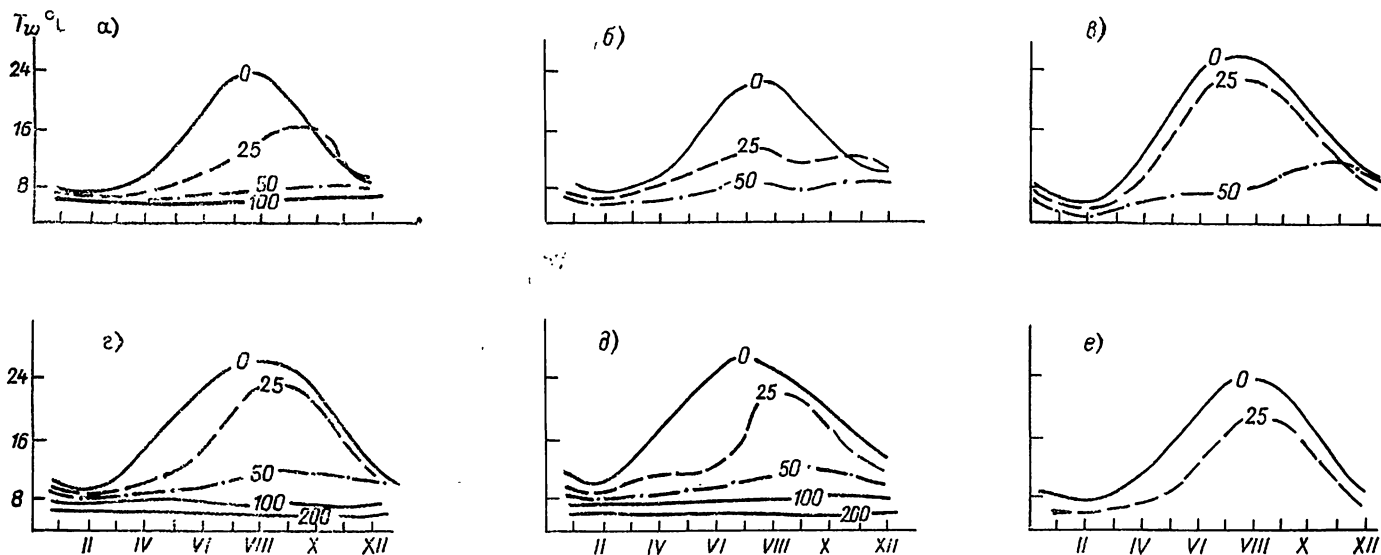 T_w °C а) б) в)
24 0 0 0
16 25 25 25
8 50 50 50
100
г) д) е)
24 0 0 0
16 25 25 25
8 50 50
100 100
200 200
II IV VI VIII X XII II IV VI VIII X XII II IV VI VIII X XII